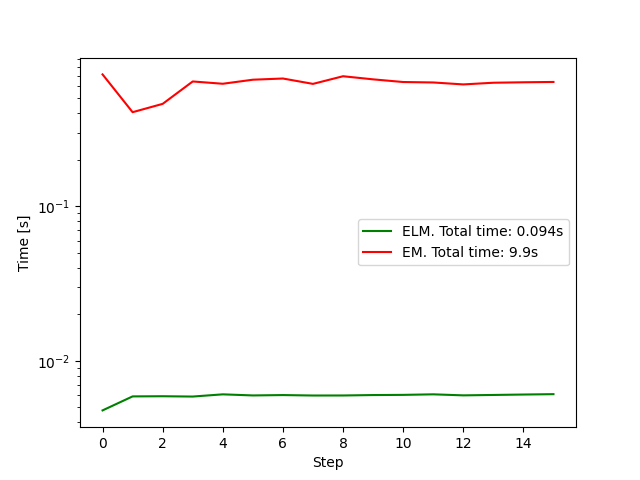 Time [s]
10⁻¹
10⁻²
ELM. Total time: 0.094s
EM. Total time: 9.9s
0 2 4 6 8 10 12 14
Step